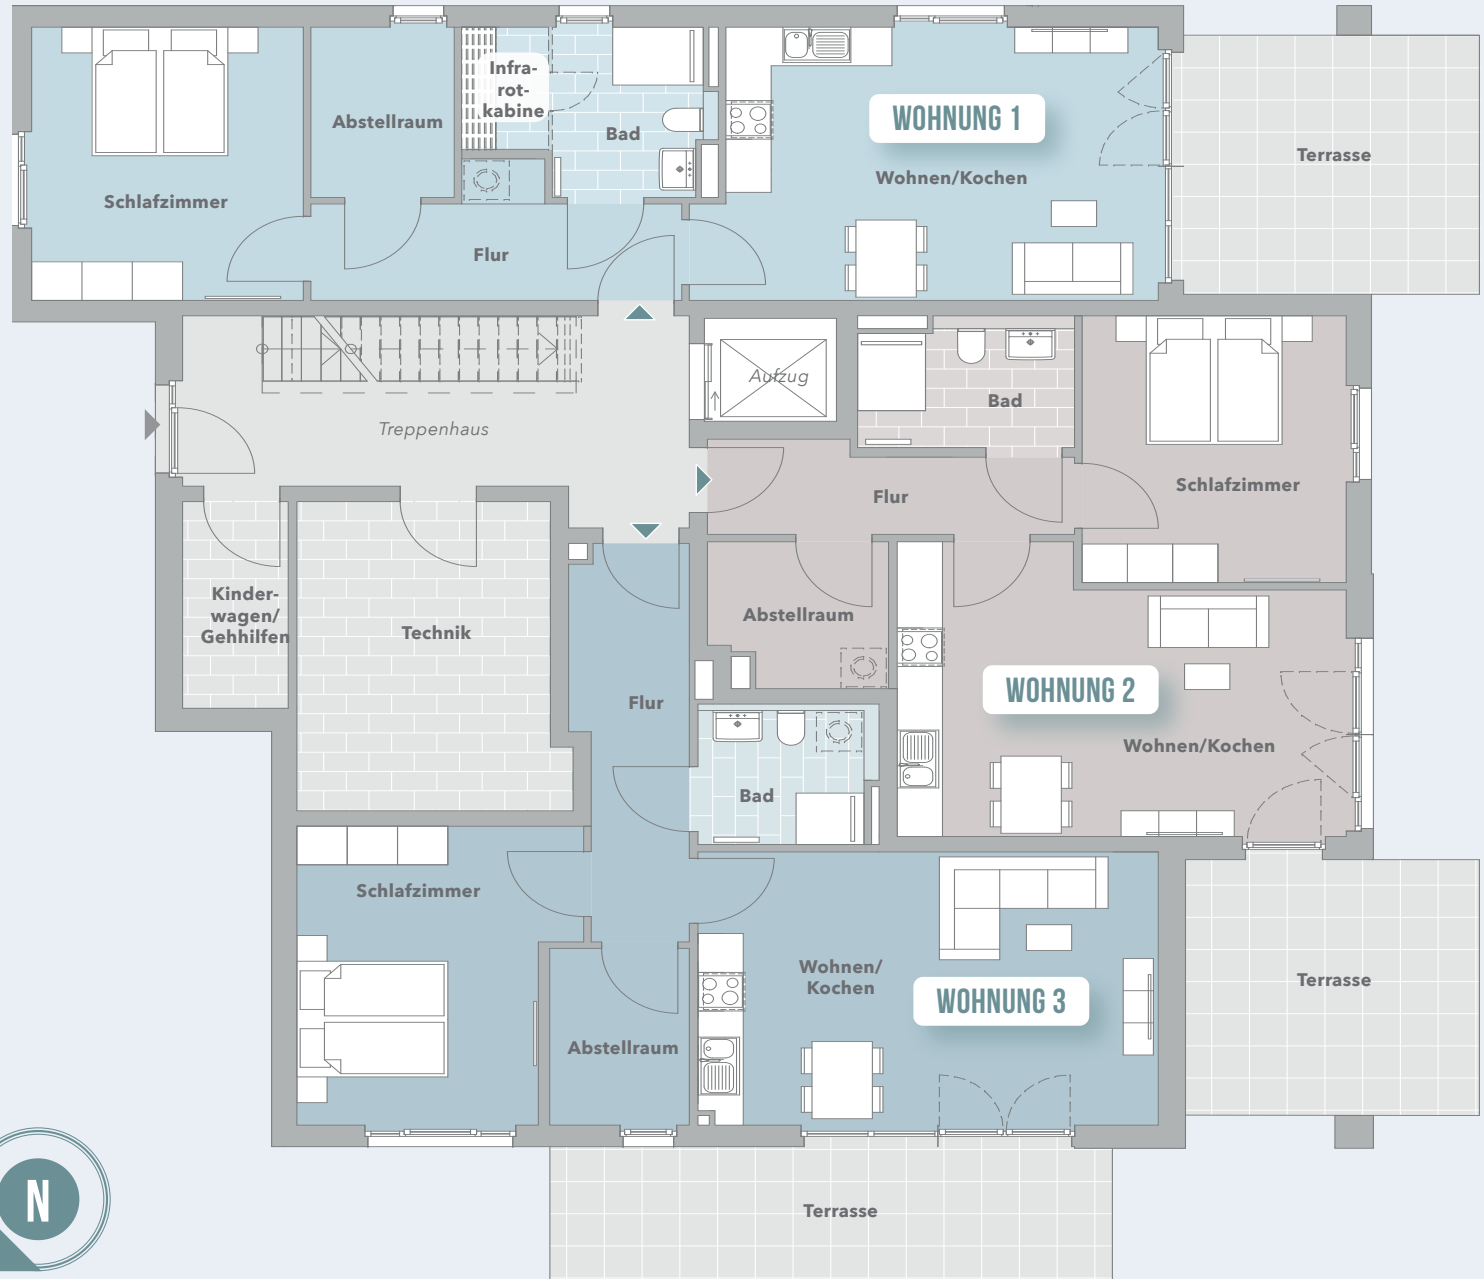 Infra-
rot-
kabine
Abstellraum
Bad
WOHNUNG 1
Wohnen/Kochen
Terrasse
Schlafzimmer
Flur
Aufzug
Treppenhaus
Bad
Schlafzimmer
Flur
Kinder-
wagen/
Gehhilfen
Technik
Abstellraum
WOHNUNG 2
Wohnen/Kochen
Flur
Bad
Schlafzimmer
Wohnen/
Kochen
WOHNUNG 3
Abstellraum
Terrasse
Terrasse
N